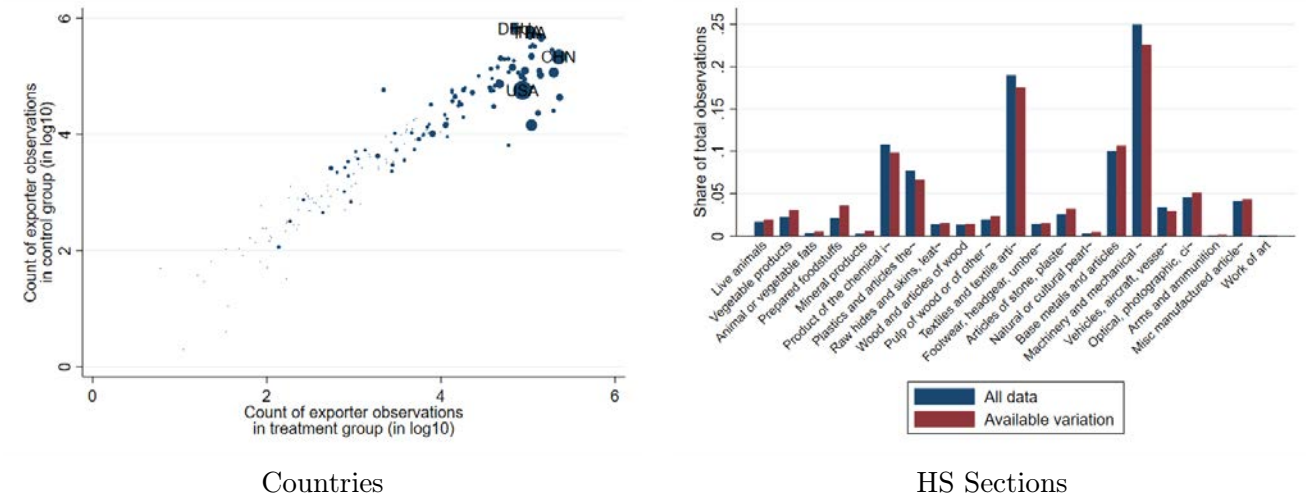 Count of exporter observations
in control group (in log10)
6
4
2
0
0
2
4
6
USA
CHN
Count of exporter observations
in treatment group (in log10)
Countries
Share of total observations
.25
.15
.1
.05
0
Live animals
Vegetable products
Animal or vegetable fats
Prepared foodstuffs
Mineral products
Product of the chemical i~
Plastics and articles the~
Raw hides and skins, leat~
Wood and articles of wood
Pulp of wood or of other ~
Textiles and textile arti~
Footwear, headgear, umbre~
Articles of stone, plaste~
Natural or cultural pearl~
Base metals and articles
Machinery and mechanical ~
Vehicles, aircraft, vesse~
Optical, photographic, ci~
Arms and ammunition
Misc manufactured article~
Work of art
All data
Available variation
HS Sections